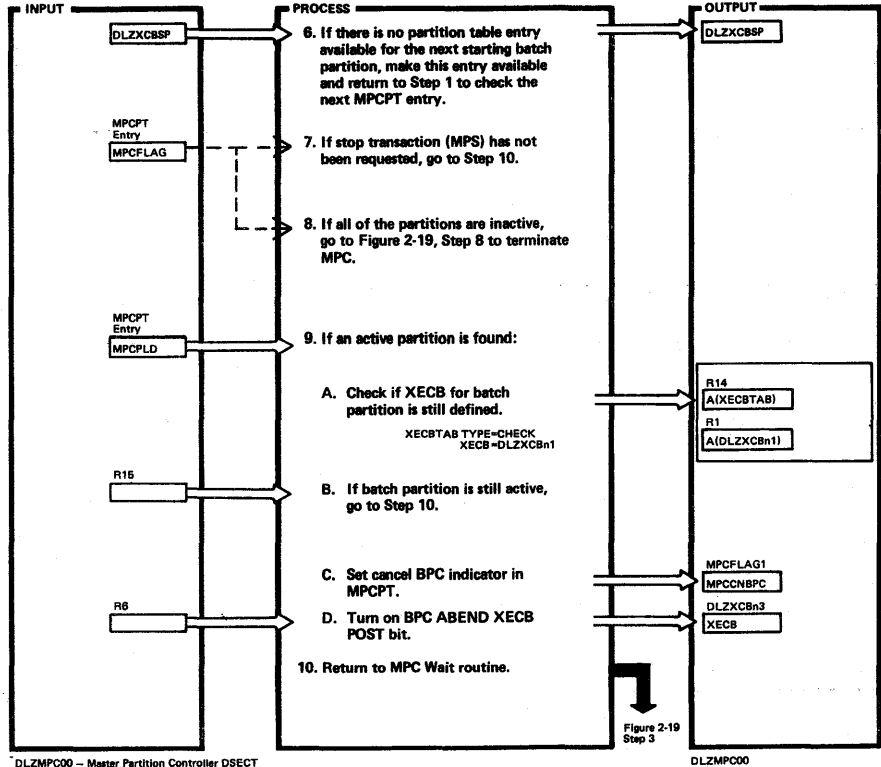 INPUT
PROCESS
OUTPUT
DLZXCBSP
6. If there is no partition table entry
available for the next starting batch
partition, make this entry available
and return to Step 1 to check the
next MPCPT entry.
DLZXCBSP
MPCPT
Entry
MPCFLAG
7. If stop transaction (MPS) has not
been requested, go to Step 10.
8. If all of the partitions are inactive,
go to Figure 2-19, Step 8 to terminate
MPC.
MPCPT
Entry
MPCPLD
9. If an active partition is found:
A. Check if XECB for batch
partition is still defined.
XECBTAB TYPE=CHECK
XECB=DLZXCBn1
R14
A(XECBTAB)
R1
A(DLZXCBn1)
R15
B. If batch partition is still active,
go to Step 10.
C. Set cancel BPC indicator in
MPCPT.
MPCFLAG1
MPCCNBPC
R6
D. Turn on BPC ABEND XECB
POST bit.
DLZXCBn3
XECB
10. Return to MPC Wait routine.
Figure 2-19
Step 3
DLZMPC00 – Master Partition Controller DSECT
DLZMPC00